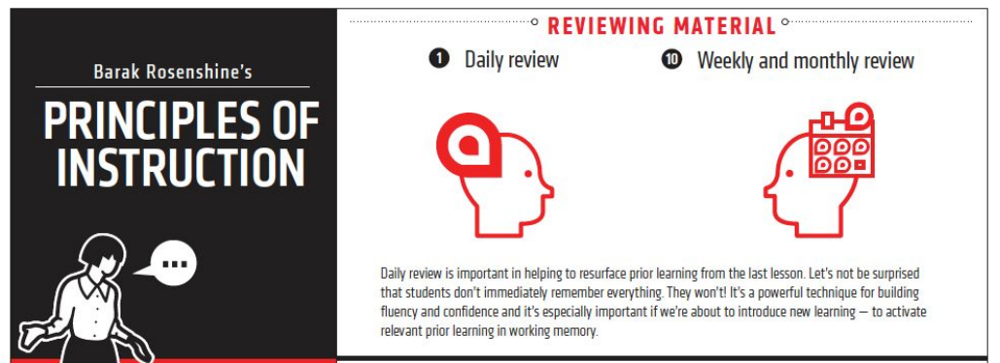 Barak Rosenshine's
PRINCIPLES OF
INSTRUCTION
REVIEWING MATERIAL
1 Daily review
10 Weekly and monthly review
Daily review is important in helping to resurface prior learning from the last lesson. Let's not be surprised
that students don't immediately remember everything. They won't! It's a powerful technique for building
fluency and confidence and it's especially important if we're about to introduce new learning — to activate
relevant prior learning in working memory.